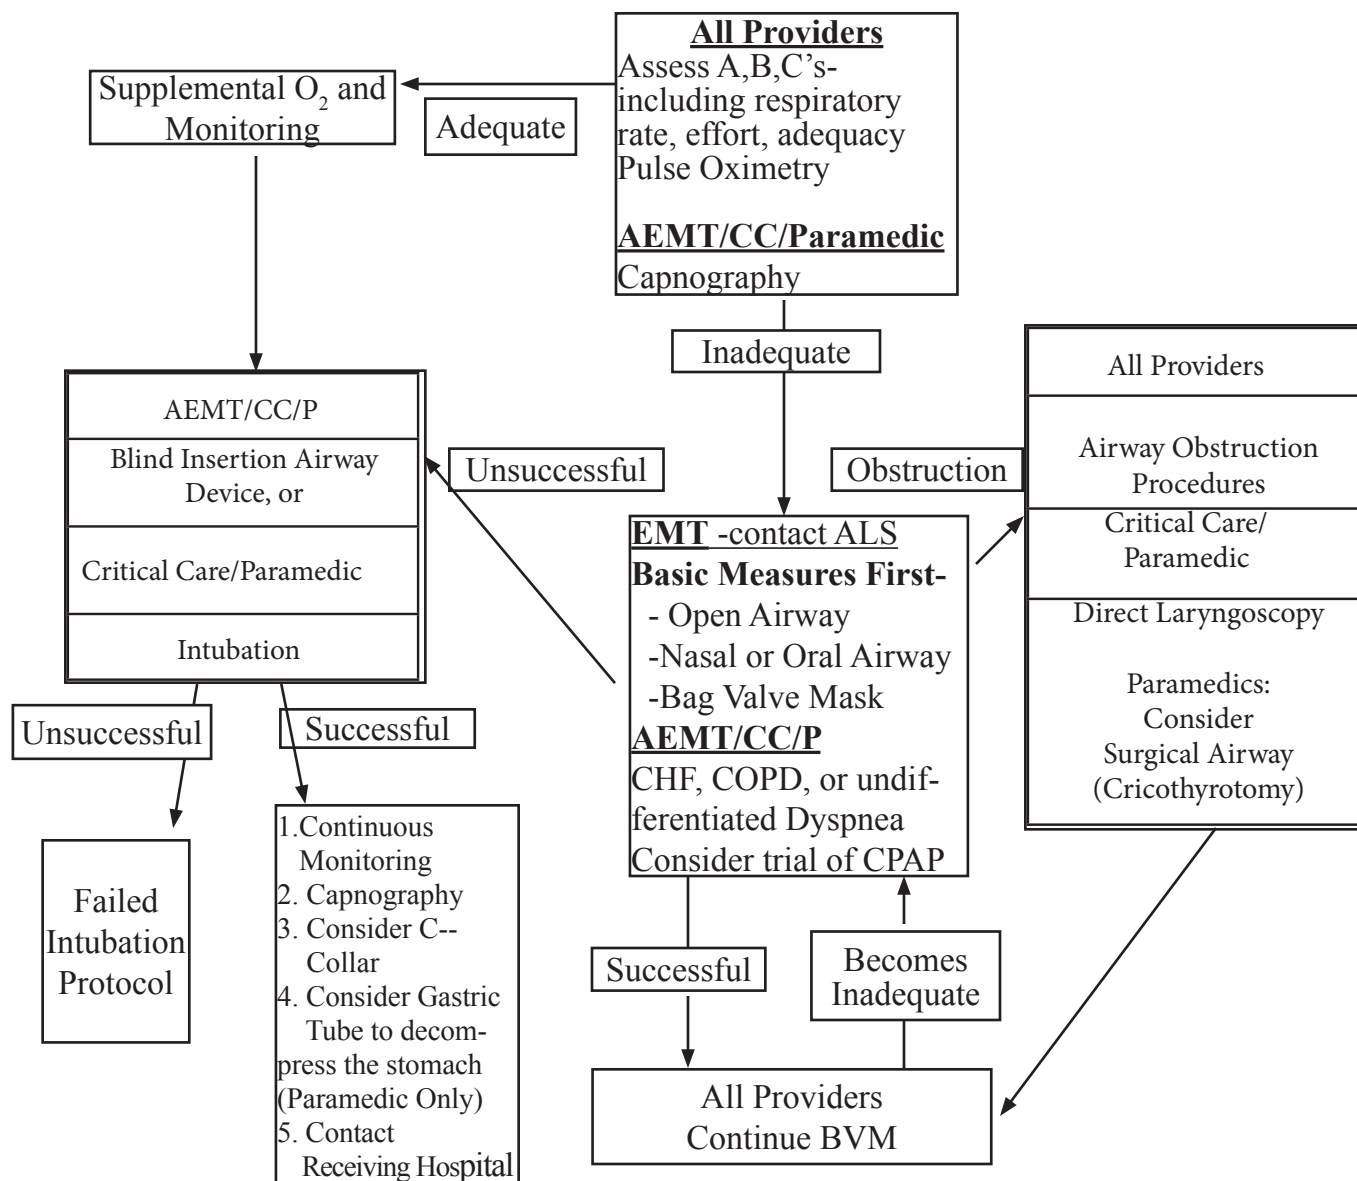 All Providers
Assess A,B,C’s-
including respiratory
rate, effort, adequacy
Pulse Oximetry
AEMT/CC/Paramedic
Capnography
Supplemental O2 and
Monitoring
Adequate
Inadequate
AEMT/CC/P
Blind Insertion Airway
Device, or
Critical Care/Paramedic
Intubation
Unsuccessful
Obstruction
All Providers
Airway Obstruction
Procedures
Critical Care/
Paramedic
Direct Laryngoscopy
Paramedics:
Consider
Surgical Airway
(Cricothyrotomy)
EMT -contact ALS
Basic Measures First-
- Open Airway
-Nasal or Oral Airway
-Bag Valve Mask
AEMT/CC/P
CHF, COPD, or undif-
ferentiated Dyspnea
Consider trial of CPAP
Unsuccessful
Successful
Failed
Intubation
Protocol
1.Continuous
Monitoring
2. Capnography
3. Consider C--
Collar
4. Consider Gastric
Tube to decom-
press the stomach
(Paramedic Only)
5. Contact
Receiving Hospital
Successful
Becomes
Inadequate
All Providers
Continue BVM